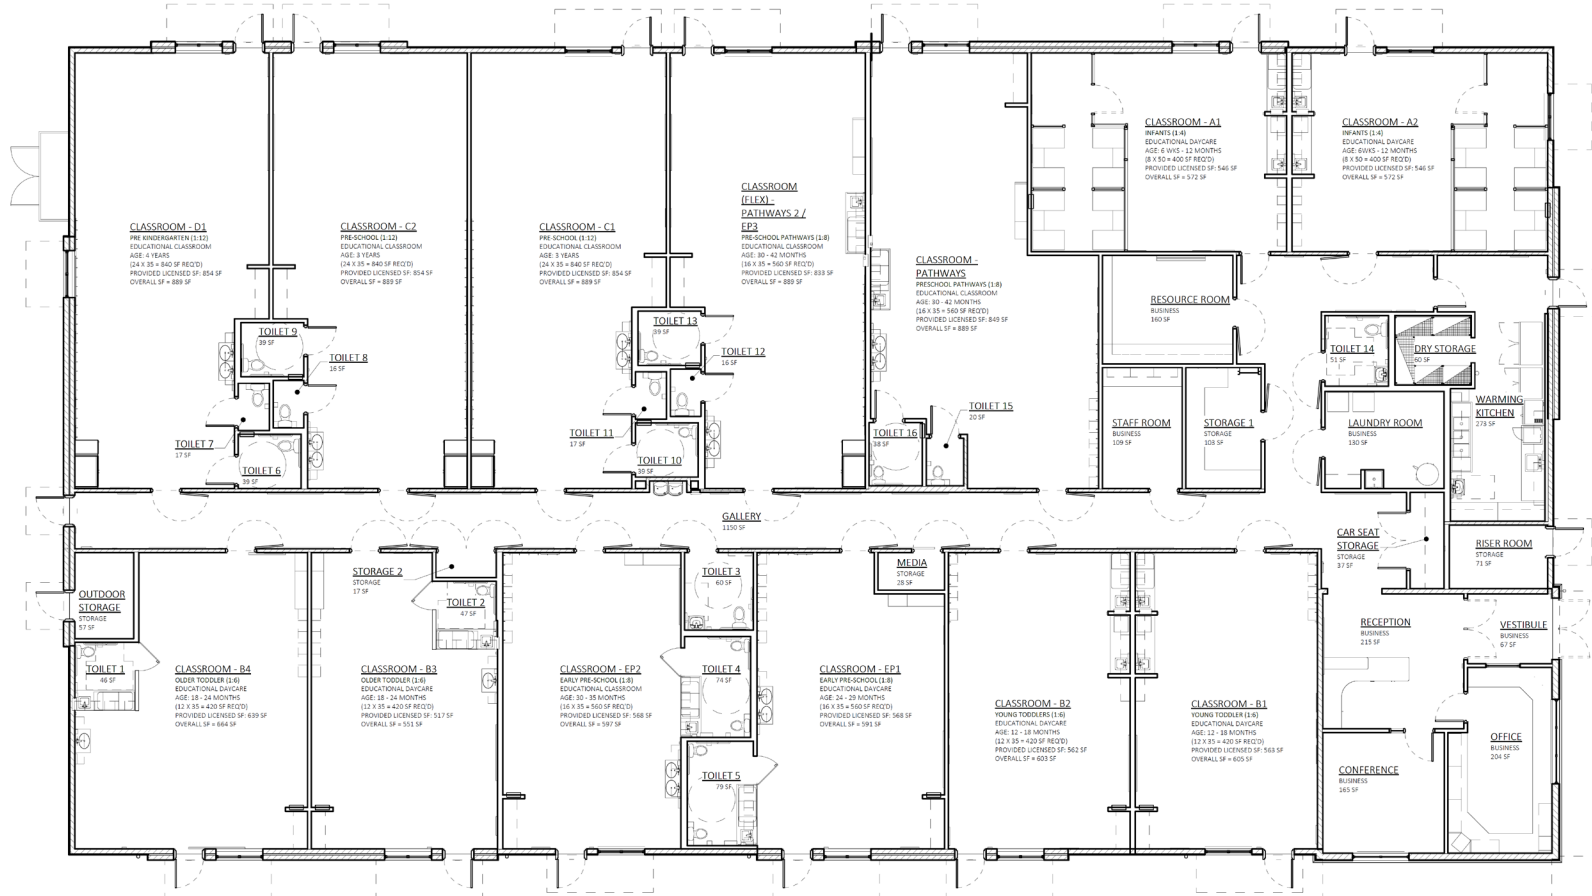 CLASSROOM - A1
INFANTS (1:4)
EDUCATIONAL DAYCARE
AGE: 6 WKS - 12 MONTHS
(8 X 50 = 400 SF REQ'D)
PROVIDED LICENSED SF: 546 SF
OVERALL SF = 572 SF
CLASSROOM - A2
INFANTS (1:4)
EDUCATIONAL DAYCARE
AGE: 6WKS - 12 MONTHS
(8 X 50 = 400 SF REQ'D)
PROVIDED LICENSED SF: 546 SF
OVERALL SF = 572 SF
CLASSROOM - D1
PRE KINDERGARTEN (1:12)
EDUCATIONAL CLASSROOM
AGE: 4 YEARS
(24 X 35 = 840 SF REQ'D)
PROVIDED LICENSED SF: 854 SF
OVERALL SF = 889 SF
CLASSROOM - C2
PRE-SCHOOL (1:12)
EDUCATIONAL CLASSROOM
AGE: 3 YEARS
(24 X 35 = 840 SF REQ'D)
PROVIDED LICENSED SF: 854 SF
OVERALL SF = 889 SF
CLASSROOM - C1
PRE-SCHOOL (1:12)
EDUCATIONAL CLASSROOM
AGE: 3 YEARS
(24 X 35 = 840 SF REQ'D)
PROVIDED LICENSED SF: 854 SF
OVERALL SF = 889 SF
CLASSROOM
(FLEX) -
PATHWAYS 2 /
EP3
PRE-SCHOOL PATHWAYS (1:8)
EDUCATIONAL CLASSROOM
AGE: 30 - 42 MONTHS
(16 X 35 = 560 SF REQ'D)
PROVIDED LICENSED SF: 833 SF
OVERALL SF = 889 SF
CLASSROOM -
PATHWAYS
PRESCHOOL PATHWAYS (1:8)
EDUCATIONAL CLASSROOM
AGE: 30 - 42 MONTHS
(16 X 35 = 560 SF REQ'D)
PROVIDED LICENSED SF: 849 SF
OVERALL SF = 889 SF
RESOURCE ROOM
BUSINESS
160 SF
TOILET 9
39 SF
TOILET 8
16 SF
TOILET 13
39 SF
TOILET 12
16 SF
TOILET 14
51 SF
DRY STORAGE
60 SF
TOILET 7
17 SF
TOILET 6
39 SF
TOILET 11
17 SF
TOILET 10
39 SF
TOILET 16
38 SF
TOILET 15
20 SF
STAFF ROOM
BUSINESS
109 SF
STORAGE 1
STORAGE
103 SF
LAUNDRY ROOM
BUSINESS
130 SF
WARMING
KITCHEN
273 SF
GALLERY
1150 SF
CAR SEAT
STORAGE
STORAGE
37 SF
RISER ROOM
STORAGE
71 SF
OUTDOOR
STORAGE
STORAGE
57 SF
STORAGE 2
STORAGE
17 SF
TOILET 2
47 SF
TOILET 3
60 SF
MEDIA
STORAGE
28 SF
RECEPTION
BUSINESS
215 SF
VESTIBULE
BUSINESS
67 SF
TOILET 1
46 SF
CLASSROOM - B4
OLDER TODDLER (1:6)
EDUCATIONAL DAYCARE
AGE: 18 - 24 MONTHS
(12 X 35 = 420 SF REQ'D)
PROVIDED LICENSED SF: 639 SF
OVERALL SF = 664 SF
CLASSROOM - B3
OLDER TODDLER (1:6)
EDUCATIONAL DAYCARE
AGE: 18 - 24 MONTHS
(12 X 35 = 420 SF REQ'D)
PROVIDED LICENSED SF: 517 SF
OVERALL SF = 551 SF
CLASSROOM - EP2
EARLY PRE-SCHOOL (1:8)
EDUCATIONAL CLASSROOM
AGE: 30 - 35 MONTHS
(16 X 35 = 560 SF REQ'D)
PROVIDED LICENSED SF: 568 SF
OVERALL SF = 597 SF
TOILET 4
74 SF
TOILET 5
79 SF
CLASSROOM - EP1
EARLY PRE-SCHOOL (1:8)
EDUCATIONAL DAYCARE
AGE: 24 - 29 MONTHS
(16 X 35 = 560 SF REQ'D)
PROVIDED LICENSED SF: 568 SF
OVERALL SF = 591 SF
CLASSROOM - B2
YOUNG TODDLERS (1:6)
EDUCATIONAL DAYCARE
AGE: 12 - 18 MONTHS
(12 X 35 = 420 SF REQ'D)
PROVIDED LICENSED SF: 562 SF
OVERALL SF = 603 SF
CLASSROOM - B1
YOUNG TODDLER (1:6)
EDUCATIONAL DAYCARE
AGE: 12 - 18 MONTHS
(12 X 35 = 420 SF REQ'D)
PROVIDED LICENSED SF: 563 SF
OVERALL SF = 605 SF
CONFERENCE
BUSINESS
165 SF
OFFICE
BUSINESS
204 SF